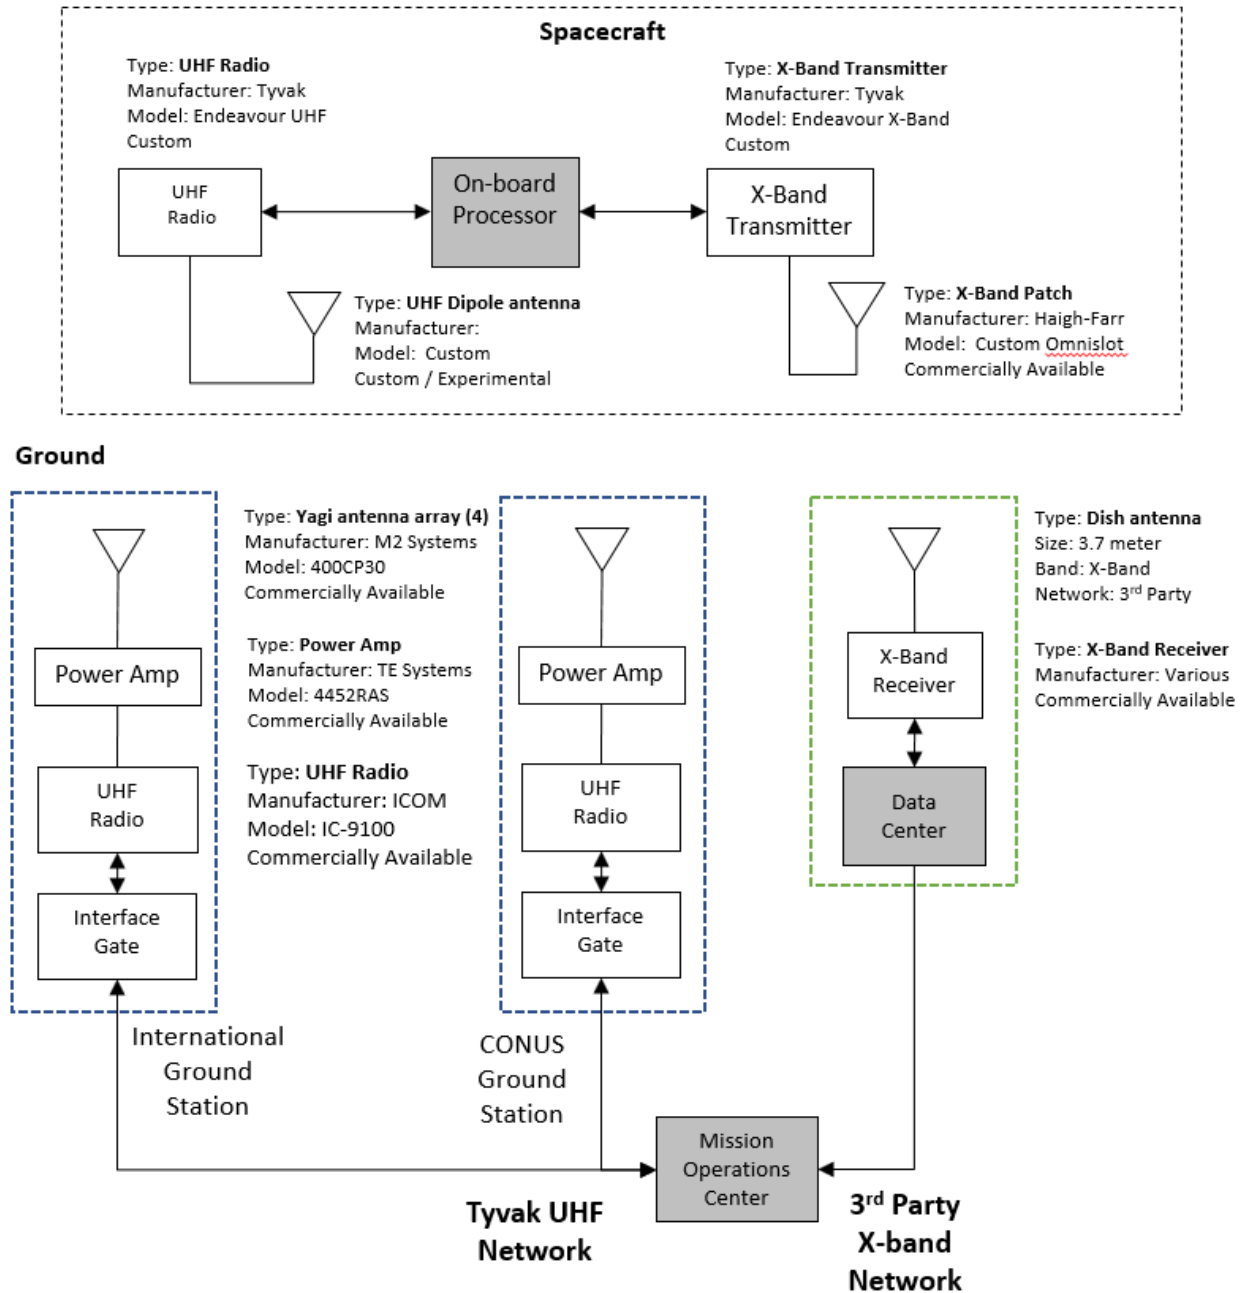 Spacecraft
Type: UHF Radio
Manufacturer: Tyvak
Model: Endeavour UHF
Custom
Type: X-Band Transmitter
Manufacturer: Tyvak
Model: Endeavour X-Band
Custom
UHF
Radio
On-board
Processor
X-Band
Transmitter
Type: UHF Dipole antenna
Manufacturer:
Model: Custom
Custom / Experimental
Type: X-Band Patch
Manufacturer: Haigh-Farr
Model: Custom Omnislot
Commercially Available
Ground
Type: Yagi antenna array (4)
Manufacturer: M2 Systems
Model: 400CP30
Commercially Available
Type: Power Amp
Manufacturer: TE Systems
Model: 4452RAS
Commercially Available
Type: UHF Radio
Manufacturer: ICOM
Model: IC-9100
Commercially Available
Type: Dish antenna
Size: 3.7 meter
Band: X-Band
Network: 3rd Party
Type: X-Band Receiver
Manufacturer: Various
Commercially Available
Power Amp
UHF
Radio
Interface
Gate
Power Amp
UHF
Radio
Interface
Gate
X-Band
Receiver
Data
Center
International
Ground
Station
CONUS
Ground
Station
Mission
Operations
Center
Tyvak UHF
Network
3rd Party
X-band
Network